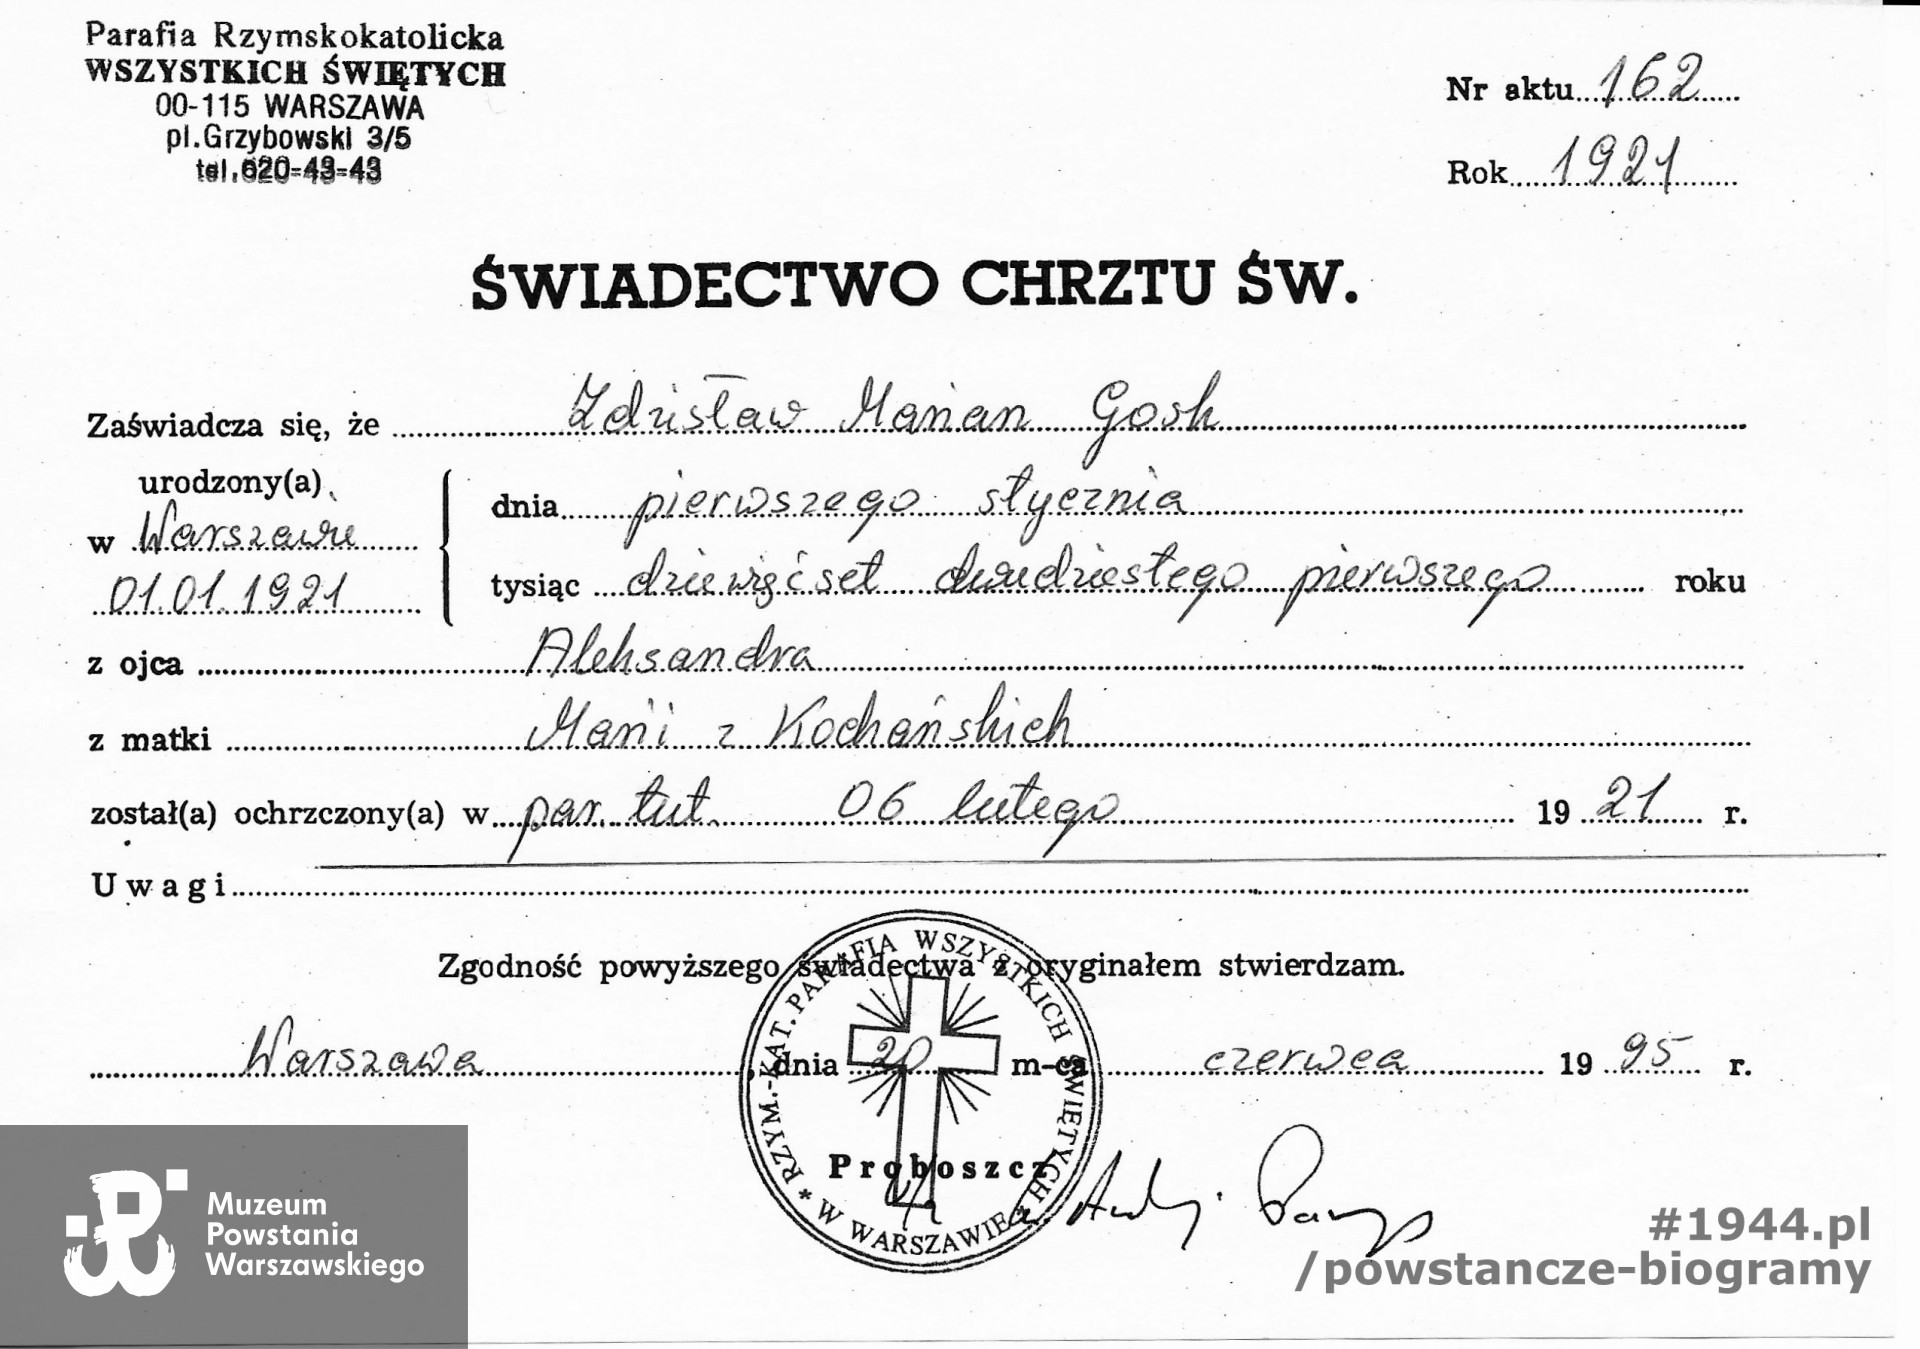 Parafia Rzymskokatolicka
WSZYSTKICH ŚWIĘTYCH
00-115 WARSZAWA
pl.Grzybowski 3/5
tel.620-43-43
Nr aktu 162
Rok 1921
ŚWIADECTWO CHRZTU ŚW.
Zaświadcza się, że Zdzisław Marian Gosk
urodzony(a)
w Warszawie
01.01.1921
dnia pierwszego stycznia
tysiąc dziewięćset dwudziestego pierwszego roku
z ojca Aleksandra
z matki Marii z Kochańskich
został(a) ochrzczony(a) w par. tut. 06 lutego 19 21 r.
Uwagi
Zgodność powyższego świadectwa z oryginałem stwierdzam.
Warszawa, dnia 20 m-ca czerwca 19 95 r.
Proboszcz
* RZYM.-KAT. PARAFIA WSZYSTKICH ŚWIĘTYCH * W WARSZAWIE
Muzeum
Powstania
Warszawskiego
#1944.pl
/powstancze-biogramy